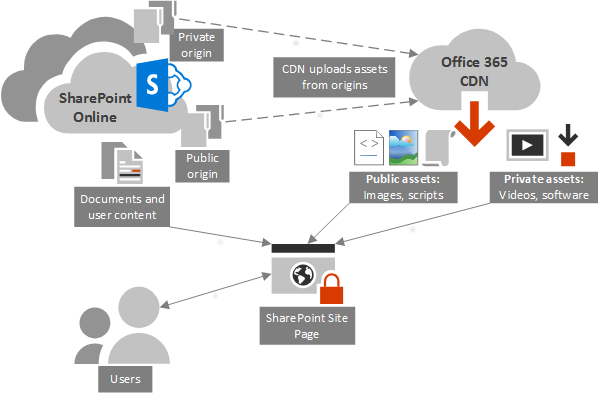 Private
origin
Office 365
CDN
CDN uploads assets
from origins
S
SharePoint
Online
Public
origin
< >
Public assets:
Images, scripts
Private assets:
Videos, software
Documents and
user content
SharePoint Site
Page
Users